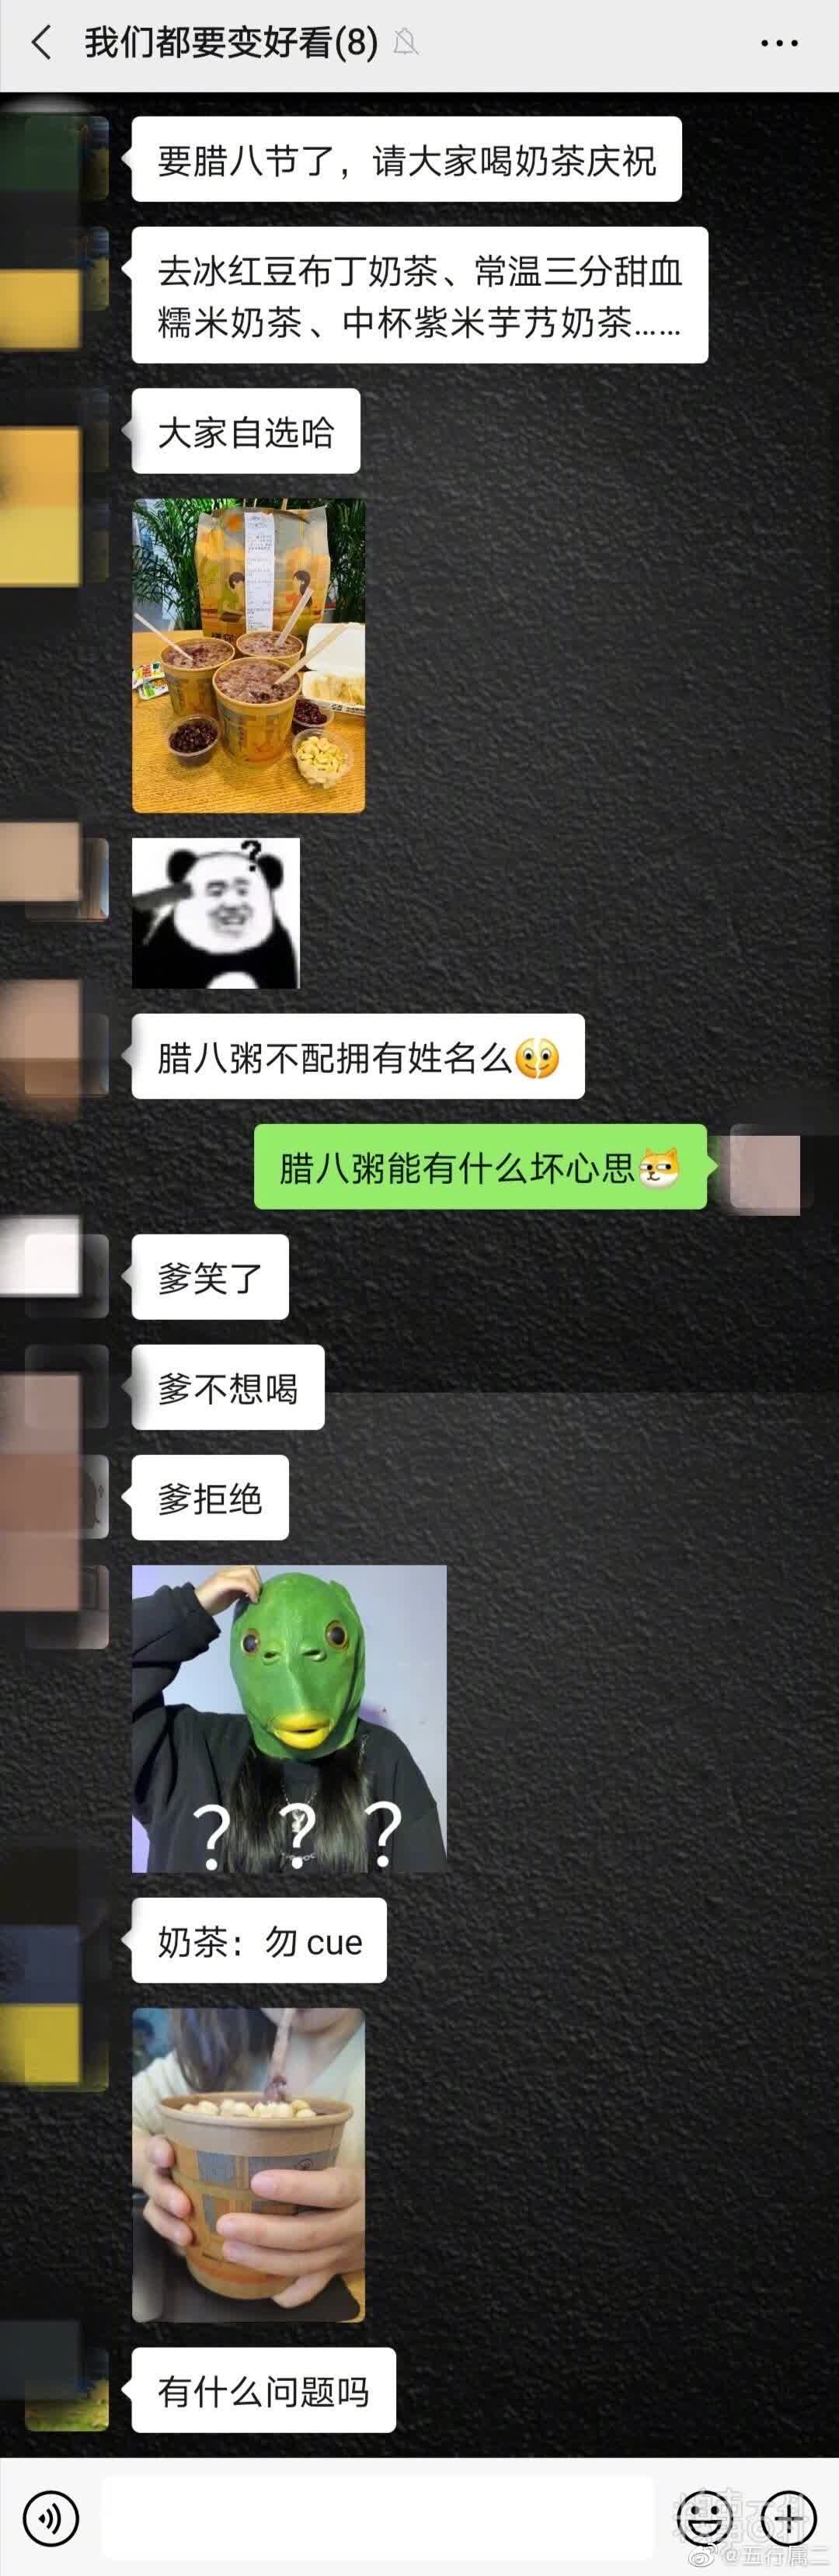 我们都要变好看(8)
要腊八节了，请大家喝奶茶庆祝
去冰红豆布丁奶茶、常温三分甜血
糯米奶茶、中杯紫米芋艿奶茶……
大家自选哈
?
腊八粥不配拥有姓名么
腊八粥能有什么坏心思
爹笑了
爹不想喝
爹拒绝
？？？
奶茶：勿cue
有什么问题吗
@五行属二